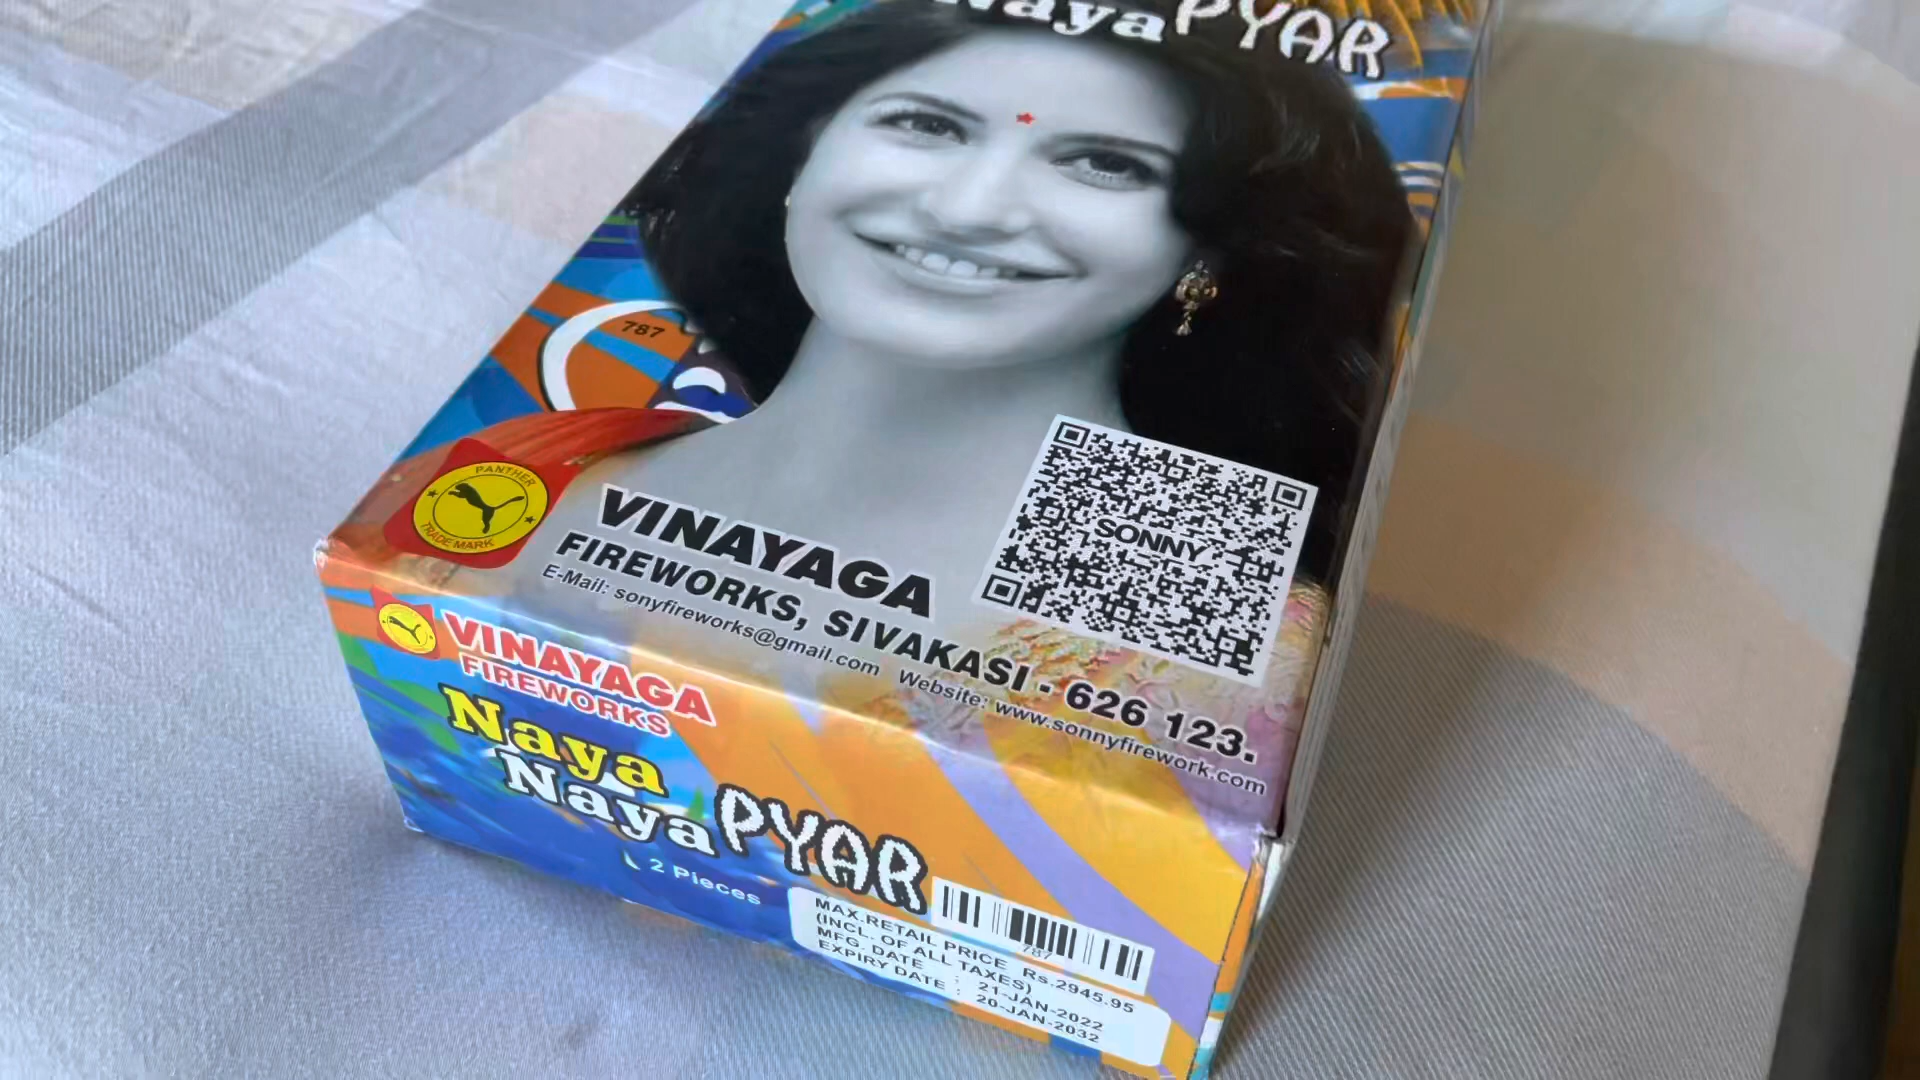 Naya PYAR
787
PANTHER
TRADE MARK
SONNY
VINAYAGA
FIREWORKS, SIVAKASI - 626 123.
E-Mail: sonyfireworks@gmail.com Website: www.sonnyfirework.com
VINAYAGA
FIREWORKS
Naya
Naya PYAR
2 Pieces
787
MAX.RETAIL PRICE Rs.2945.95
(INCL. OF ALL TAXES)
MFG. DATE : 21-JAN-2022
EXPIRY DATE : 20-JAN-2032